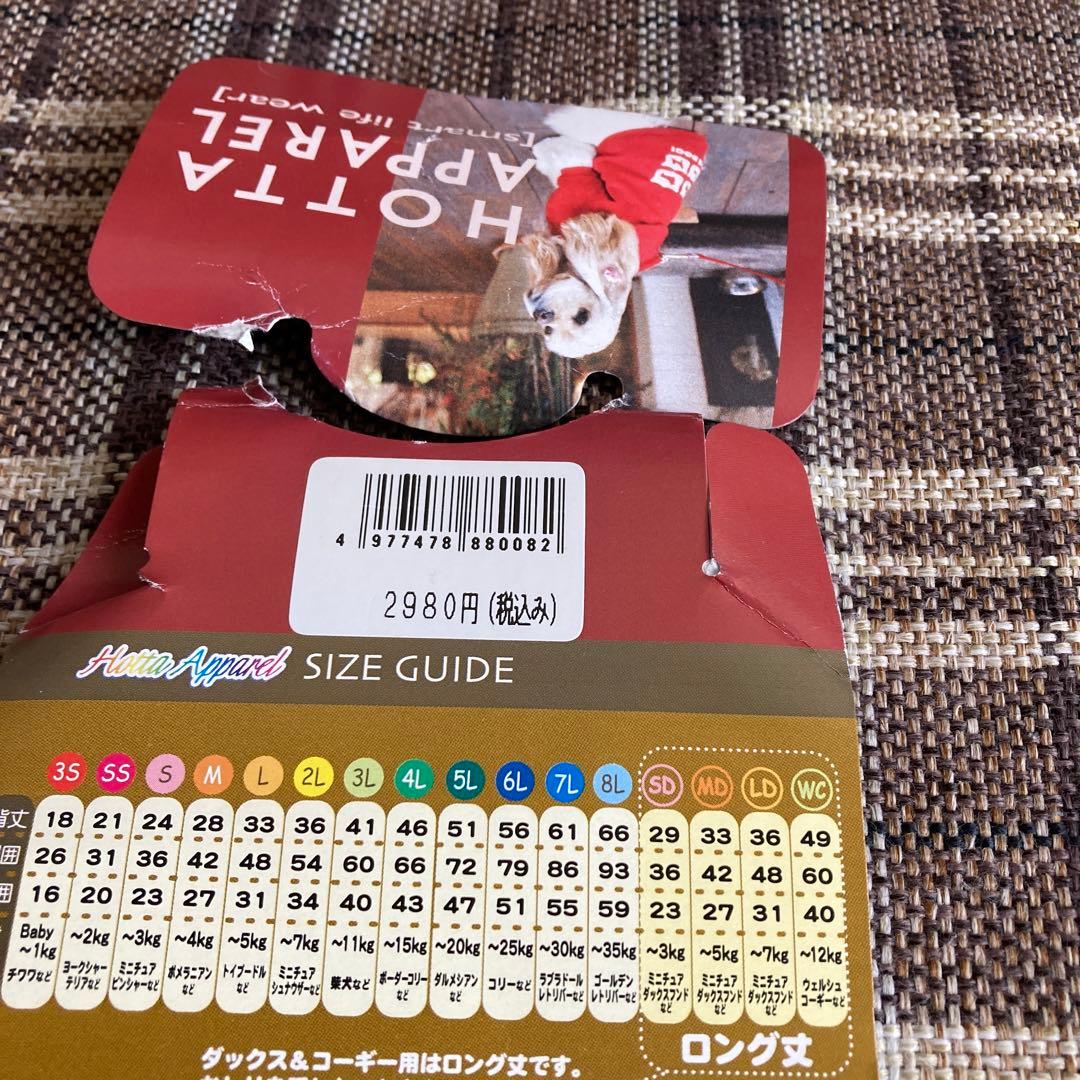 HOTTA
APPAREL
[smart life wear]
4 977478 880082
2980円(税込み)
Hotta Apparel SIZE GUIDE
3S SS S M L 2L 3L 4L 5L 6L 7L 8L SD MD LD WC
丈 18 21 24 28 33 36 41 46 51 56 61 66 29 33 36 49
囲 26 31 36 42 48 54 60 66 72 79 86 93 36 42 48 60
囲 16 20 23 27 31 34 40 43 47 51 55 59 23 27 31 40
Baby ~1kg ~2kg ~3kg ~4kg ~5kg ~7kg ~11kg ~15kg ~20kg ~25kg ~30kg ~35kg ~3kg ~5kg ~7kg ~12kg
チワワなど ヨークシャーテリアなど ミニチュアピンシャーなど ポメラニアンなど トイプードルなど ミニチュアシュナウザーなど 柴犬など ボーダーコリーなど ダルメシアンなど コリーなど ラブラドールレトリバーなど ゴールデンレトリバーなど ミニチュアダックスフンドなど ミニチュアダックスフンドなど ミニチュアダックスフンドなど ウェルシュコーギーなど
ロング丈
ダックス&コーギー用はロング丈です。